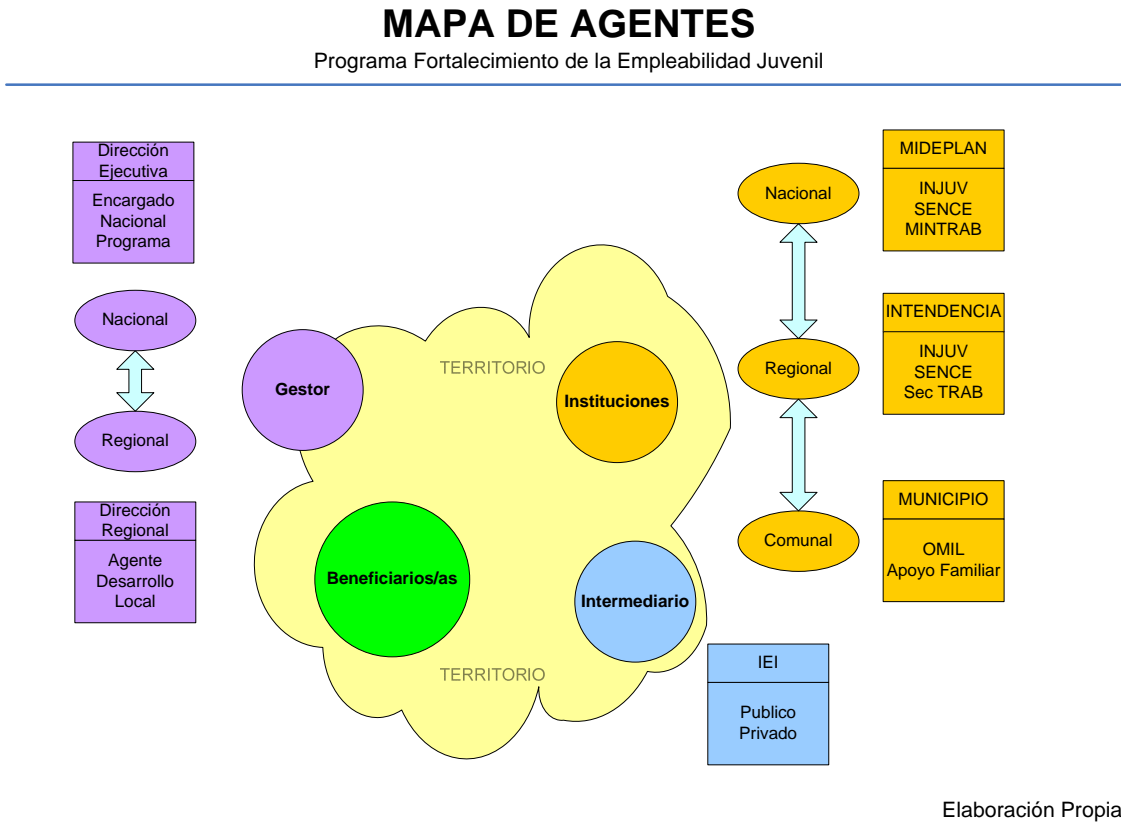 MAPA DE AGENTES
Programa Fortalecimiento de la Empleabilidad Juvenil
Dirección
Ejecutiva
Encargado
Nacional
Programa
Nacional
Regional
Dirección
Regional
Agente
Desarrollo
Local
TERRITORIO
Gestor
Instituciones
Beneficiarios/as
Intermediario
TERRITORIO
Nacional
Regional
Comunal
MIDEPLAN
INJUV
SENCE
MINTRAB
INTENDENCIA
INJUV
SENCE
Sec TRAB
MUNICIPIO
OMIL
Apoyo Familiar
IEI
Publico
Privado
Elaboración Propia